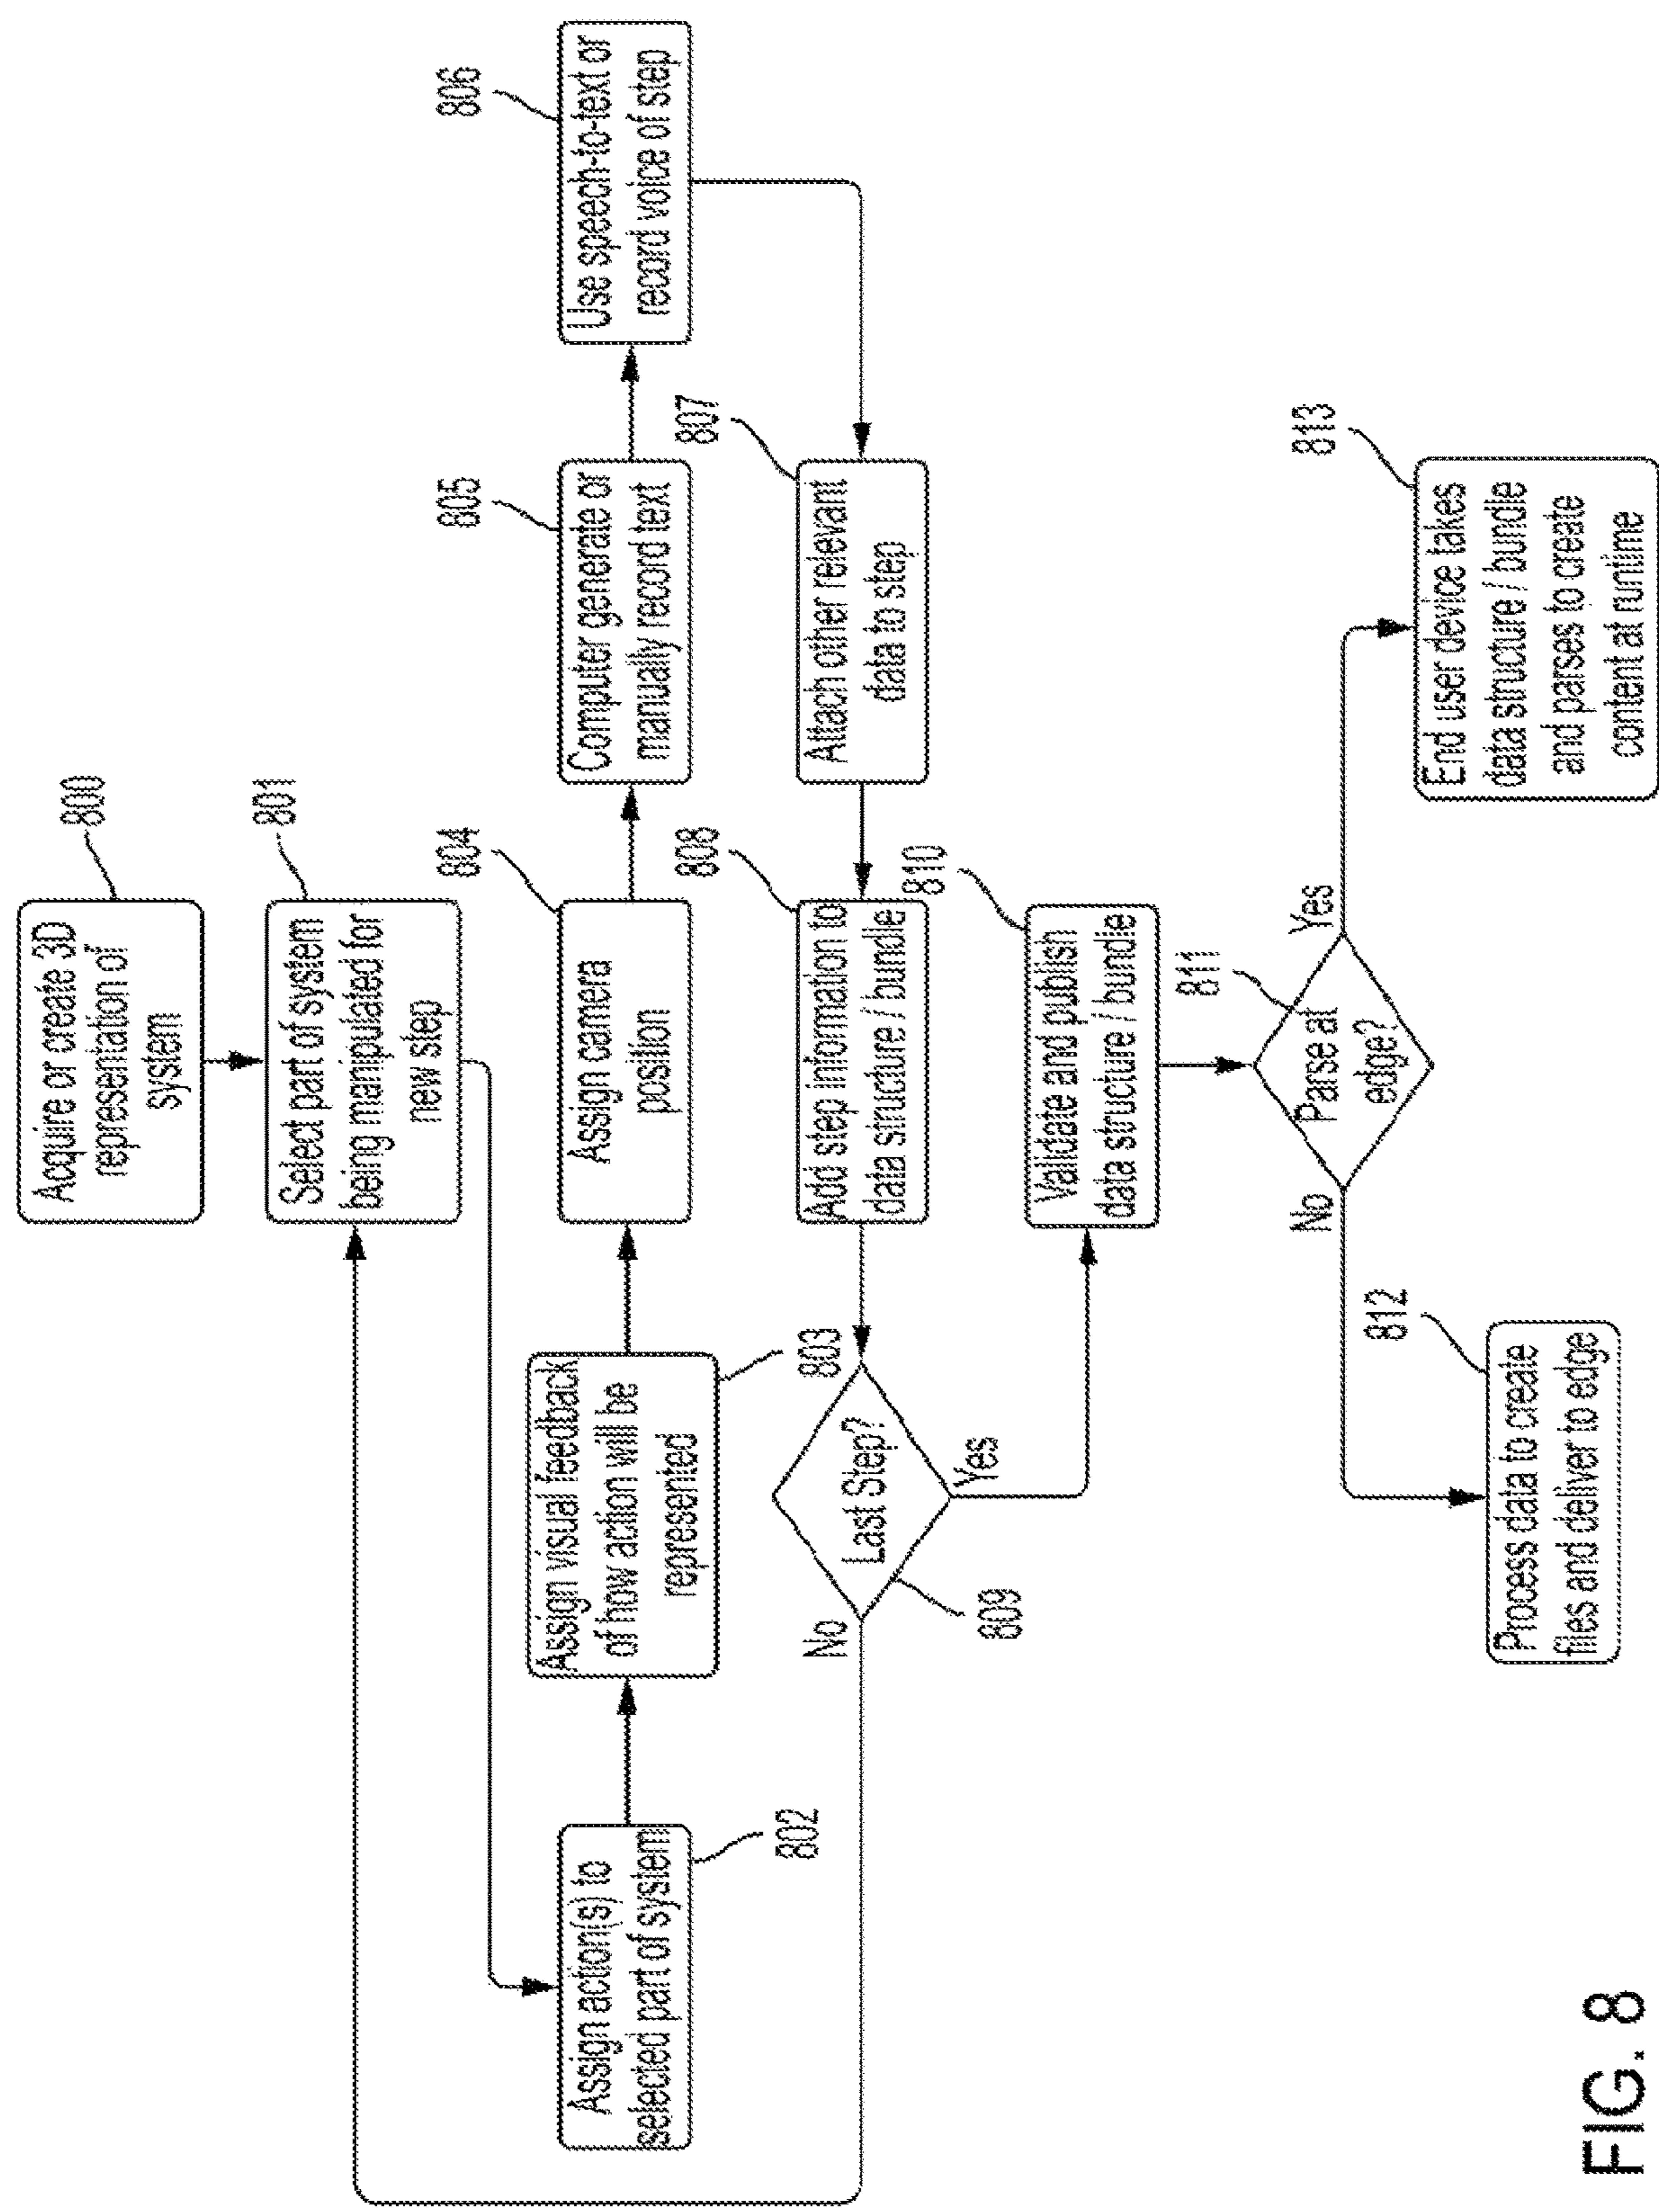 800
Acquire or create 3D
representation of
system
801
Select part of system
being manipulated for
new step
802
Assign action(s) to
selected part of system
803
Assign visual feedback
of how action will be
represented
804
Assign camera
position
805
Computer generate or
manually record text
806
Use speech-to-text or
record voice of step
807
Attach other relevant
data to step
808
Add step information to
data structure / bundle
809
Last Step?
No
Yes
810
Validate and publish
data structure / bundle
811
Parse at
edge?
No
Yes
812
Process data to create
files and deliver to edge
813
End user device takes
data structure / bundle
and parses to create
content at runtime
FIG. 8